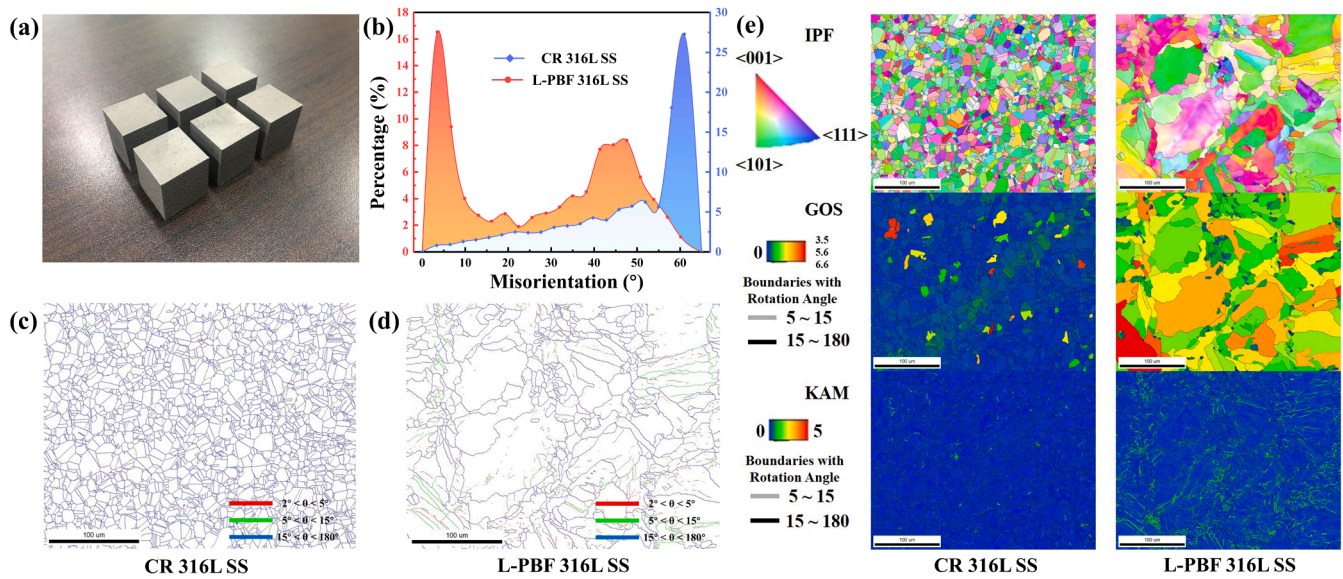 (a)
(b)
18
16
14
12
10
8
6
4
2
0
30
25
20
15
10
5
0
0
10
20
30
40
50
60
Percentage (%)
Misorientation (°)
CR 316L SS
L-PBF 316L SS
(c)
2° < θ < 5°
5° < θ < 15°
15° < θ < 180°
100 um
CR 316L SS
(d)
2° < θ < 5°
5° < θ < 15°
15° < θ < 180°
100 um
L-PBF 316L SS
(e)
IPF
<001>
<111>
<101>
GOS
0
3.5
5.6
6.6
Boundaries with
Rotation Angle
5 ~ 15
15 ~ 180
KAM
0
5
Boundaries with
Rotation Angle
5 ~ 15
15 ~ 180
100 um
100 um
100 um
100 um
100 um
100 um
CR 316L SS
L-PBF 316L SS